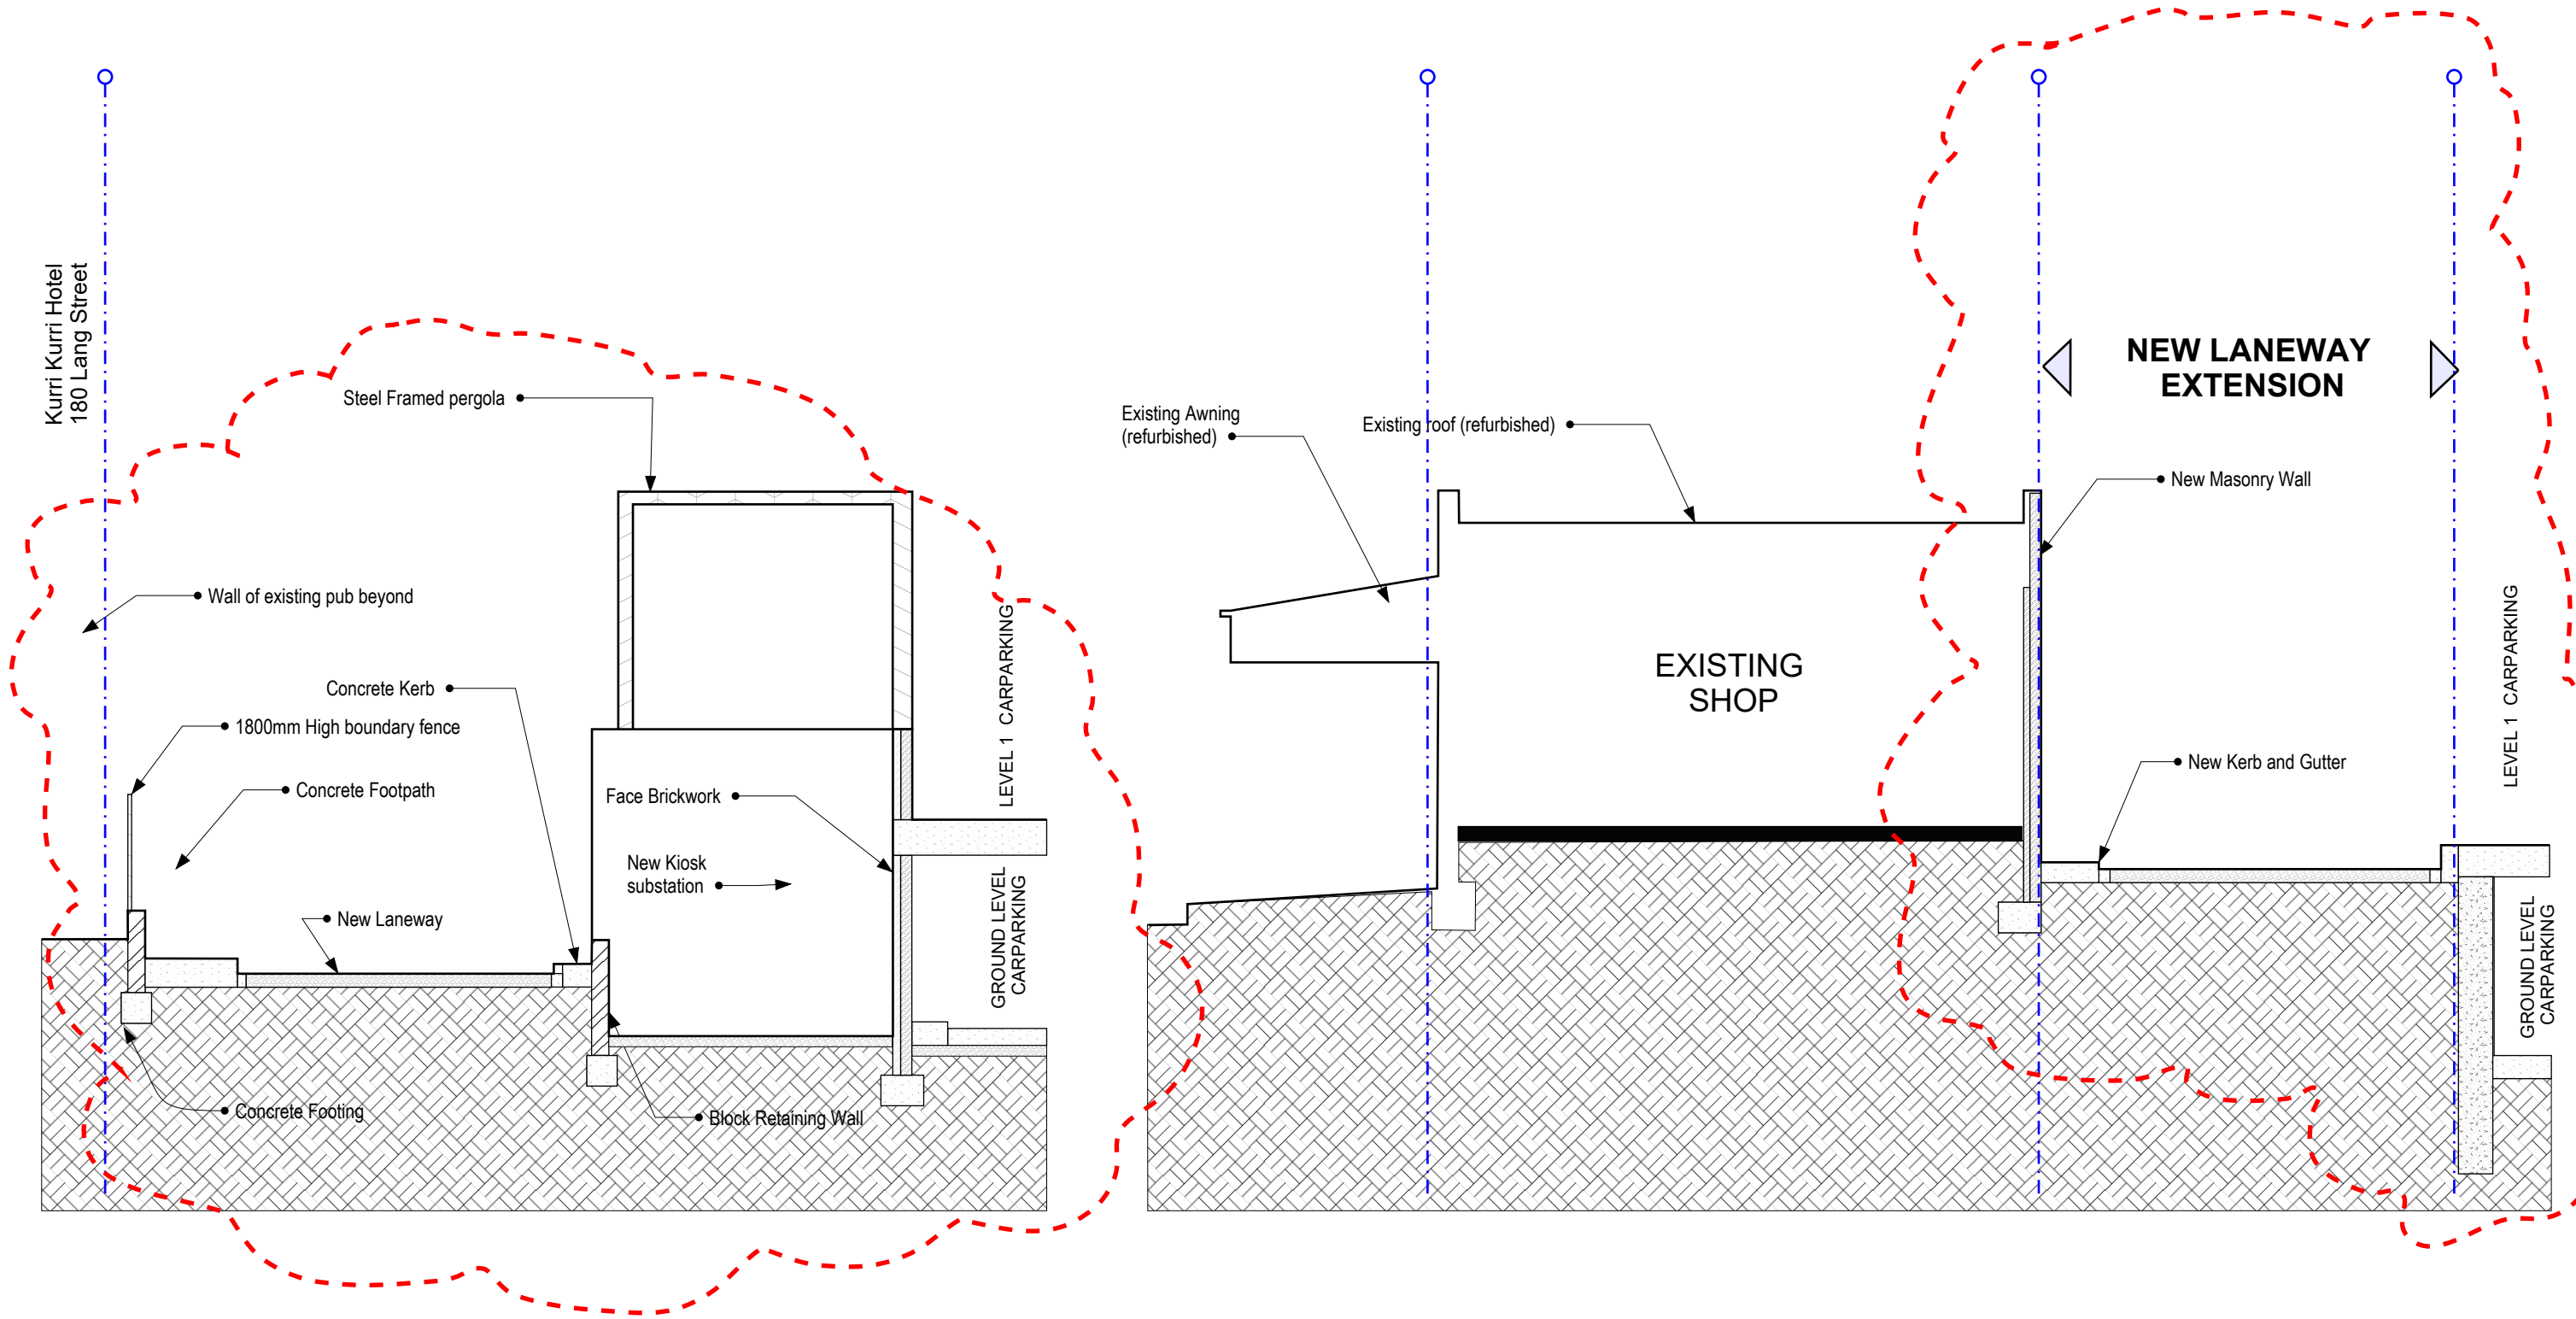 Kurri Kurri Hotel
180 Lang Street
Steel Framed pergola
Wall of existing pub beyond
Concrete Kerb
1800mm High boundary fence
Concrete Footpath
Face Brickwork
New Kiosk
substation
New Laneway
Concrete Footing
Block Retaining Wall
LEVEL 1 CARPARKING
GROUND LEVEL
CARPARKING
Existing Awning
(refurbished)
Existing roof (refurbished)
EXISTING
SHOP
NEW LANEWAY
EXTENSION
New Masonry Wall
New Kerb and Gutter
LEVEL 1 CARPARKING
GROUND LEVEL
CARPARKING